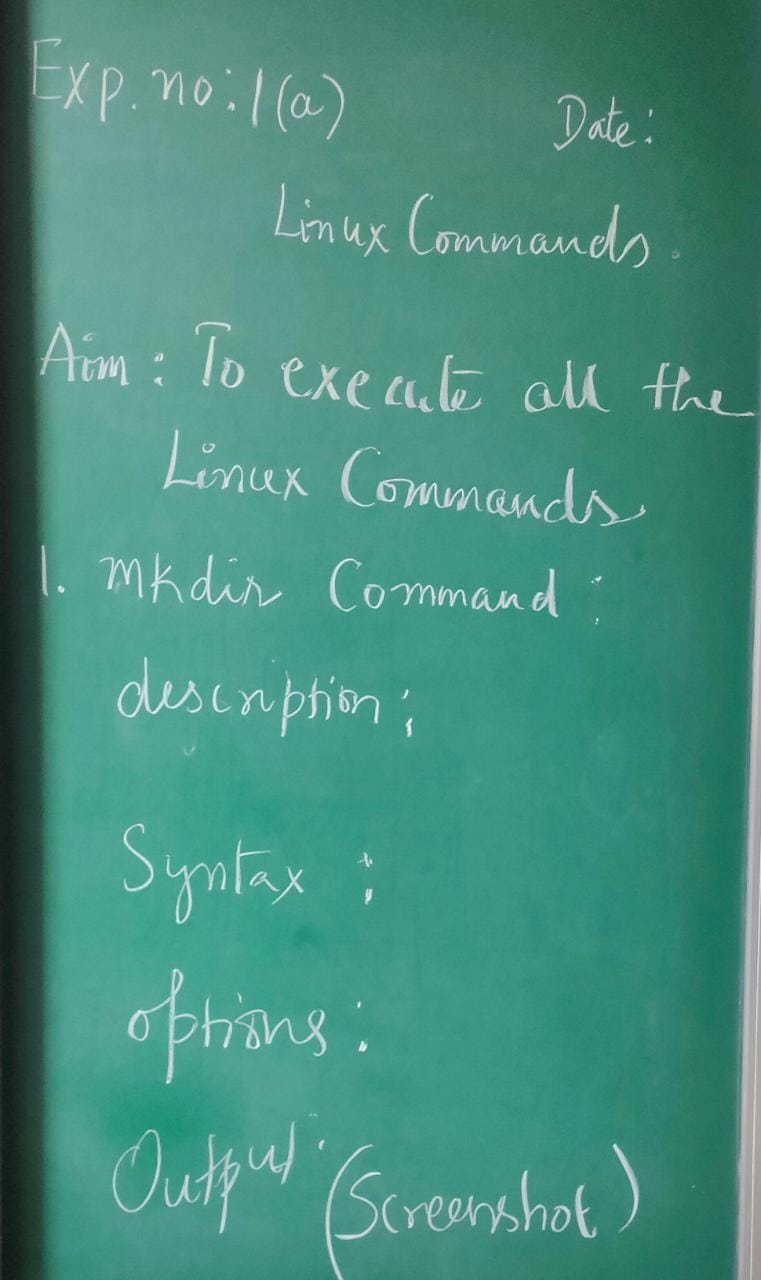 Exp. no: 1(a)
Date:
Linux Commands.
Aim : To execute all the
Linux Commands
1. mkdir Command :
description :
Syntax :
options :
Output : (Screenshot)